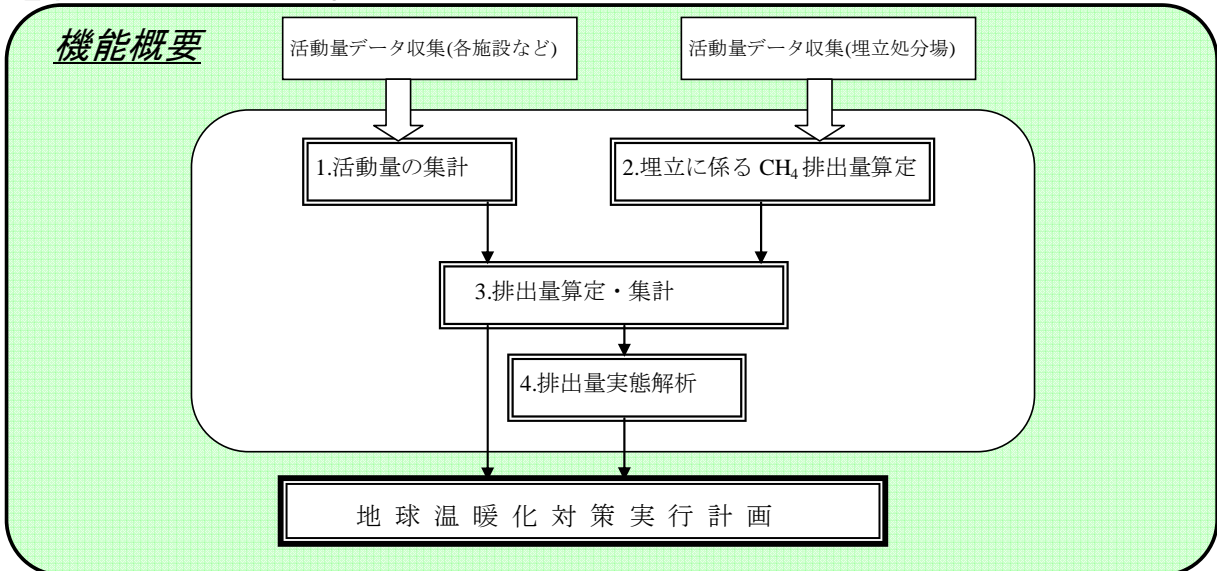 機能概要
活動量データ収集(各施設など)
活動量データ収集(埋立処分場)
1.活動量の集計
2.埋立に係る CH₄ 排出量算定
3.排出量算定・集計
4.排出量実態解析
地 球 温 暖 化 対 策 実 行 計 画